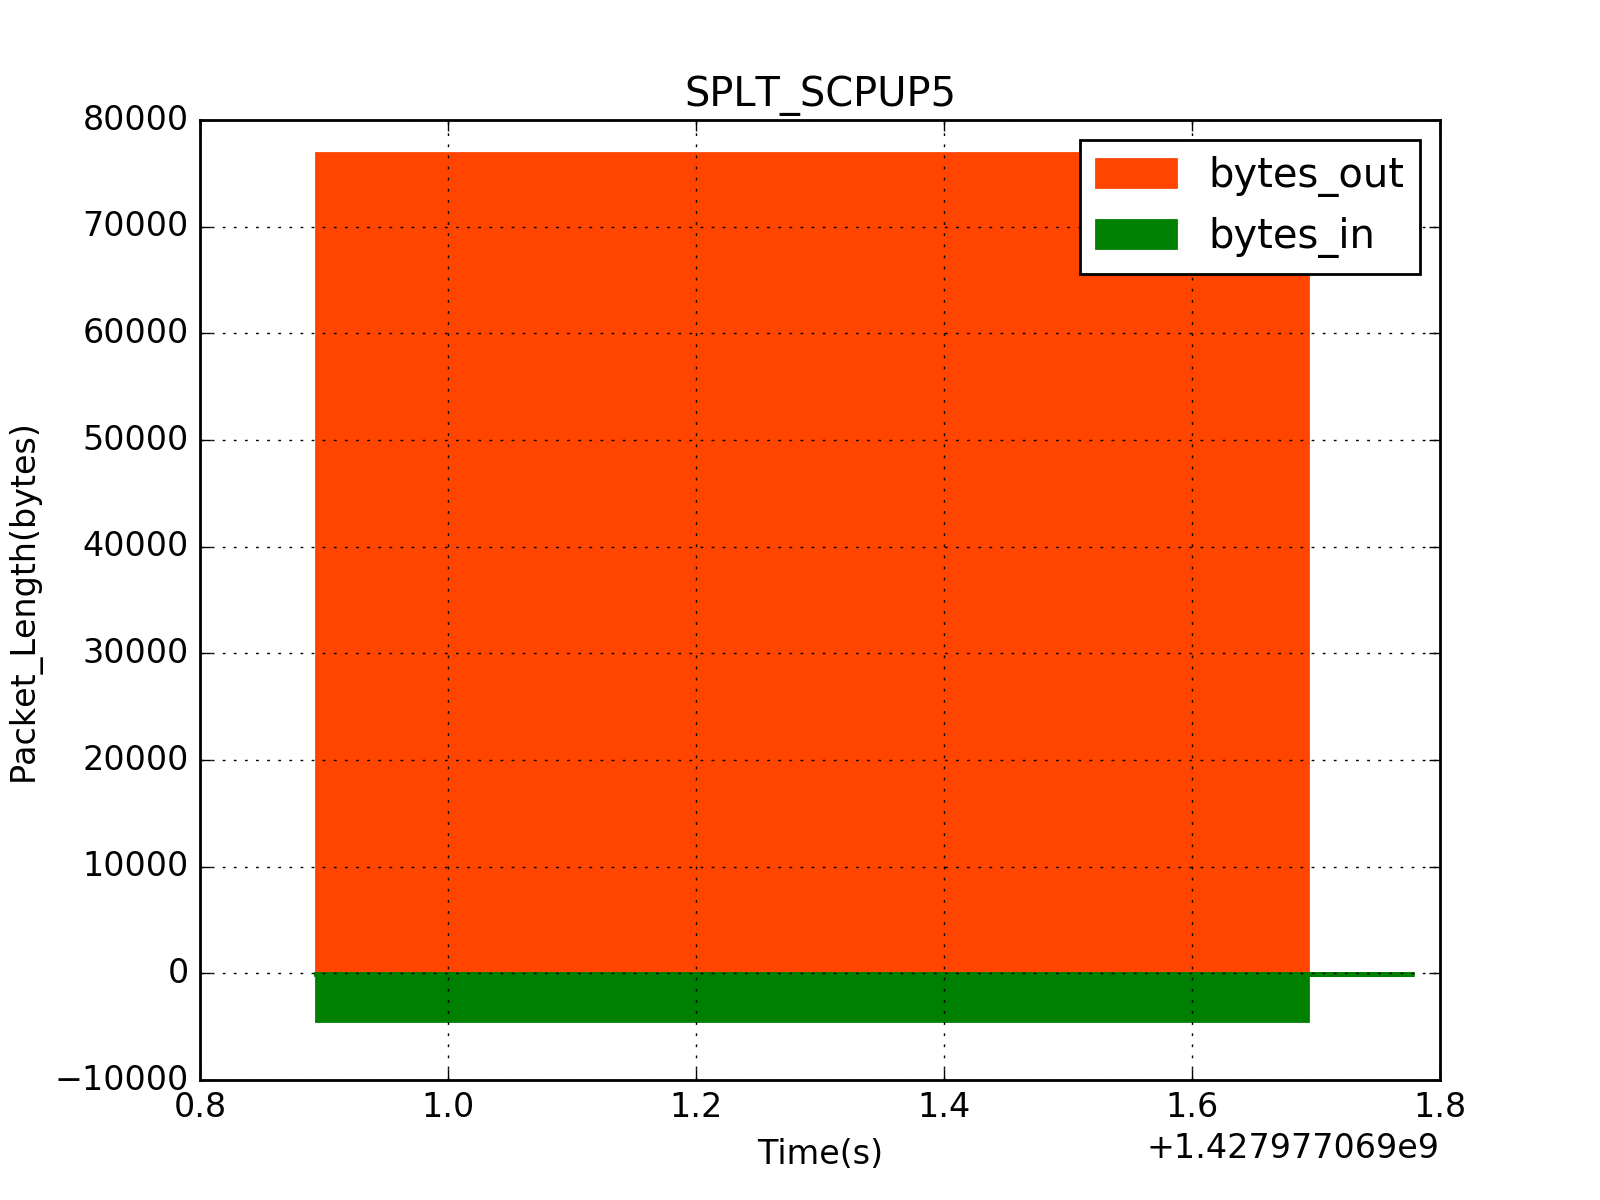 SPLT_SCPUP5
80000
70000
60000
50000
40000
30000
20000
10000
0
−10000
Packet_Length(bytes)
bytes_out
bytes_in
0.8 1.0 1.2 1.4 1.6 1.8
Time(s)
+1.427977069e9